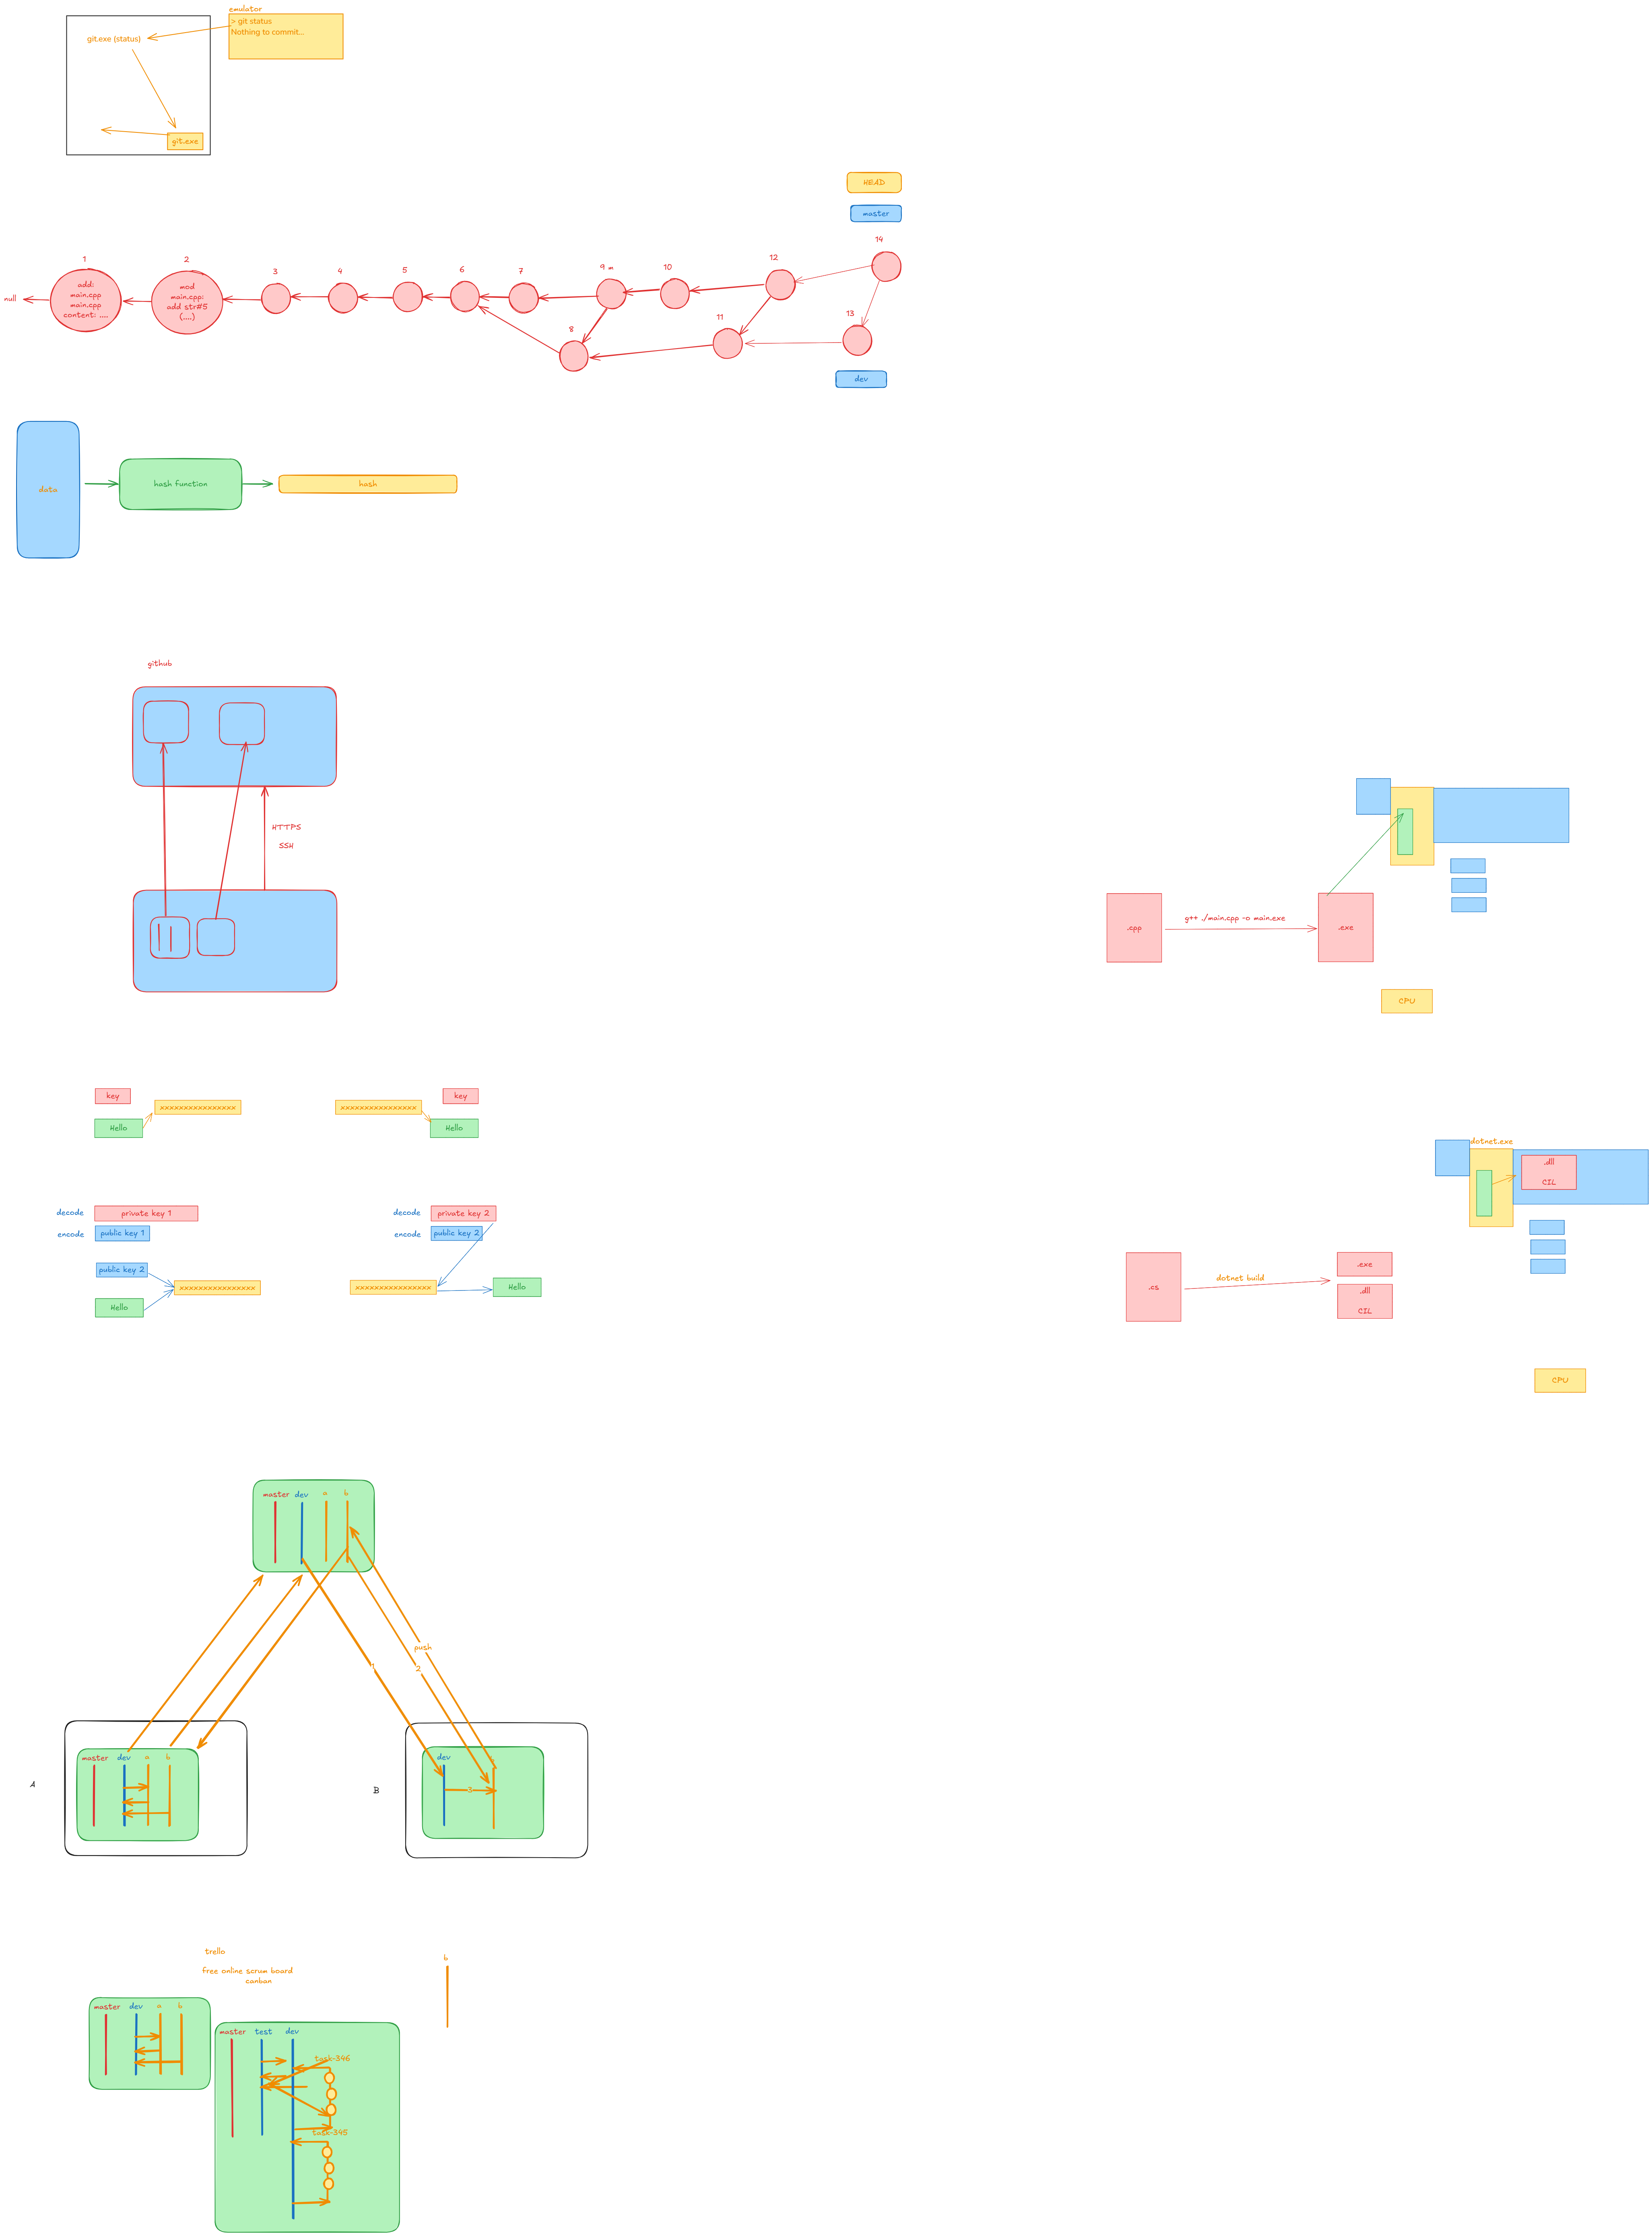 emulator
> git status
Nothing to commit...
git.exe (status)
git.exe
HEAD
master
14
12
10
9 m
7
6
5
4
3
2
1
null
add:
main.cpp
main.cpp
content: ....
mod
main.cpp:
add str#5
(....)
8
11
13
dev
data
hash function
hash
github
HTTPS
SSH
.cpp
g++ ./main.cpp -o main.exe
.exe
CPU
key
xxxxxxxxxxxxxxxx
Hello
xxxxxxxxxxxxxxxx
key
Hello
decode
private key 1
encode
public key 1
public key 2
Hello
xxxxxxxxxxxxxxxx
decode
private key 2
encode
public key 2
xxxxxxxxxxxxxxxx
Hello
dotnet.exe
.dll
CIL
.cs
dotnet build
.exe
.dll
CIL
CPU
master
dev
a
b
push
1
2
A
master
dev
a
b
B
dev
3
trello
free online scrum board
canban
b
master
dev
a
b
master
test
dev
task-346
task-345